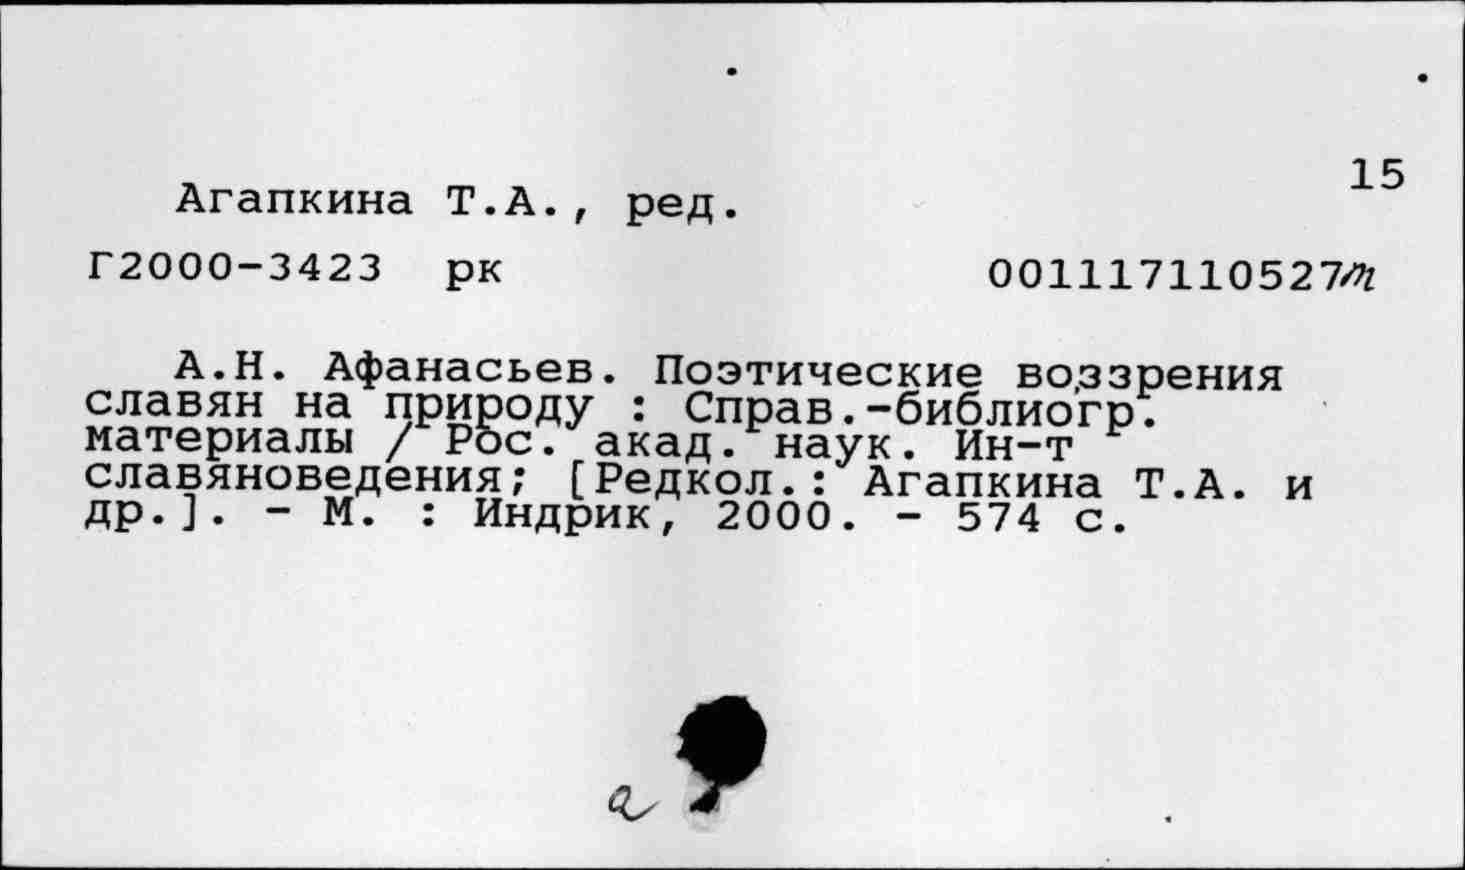 15
Агапкина Т.А., ред.
Г2000-3423 рк 001117110527т
А.Н. Афанасьев. Поэтические воззрения
славян на природу : Справ.-библиогр.
материалы / Рос. акад. наук. Ин-т
славяноведения; [Редкол.: Агапкина Т.А. и
др.]. - М. : Индрик, 2000. - 574 с.
а